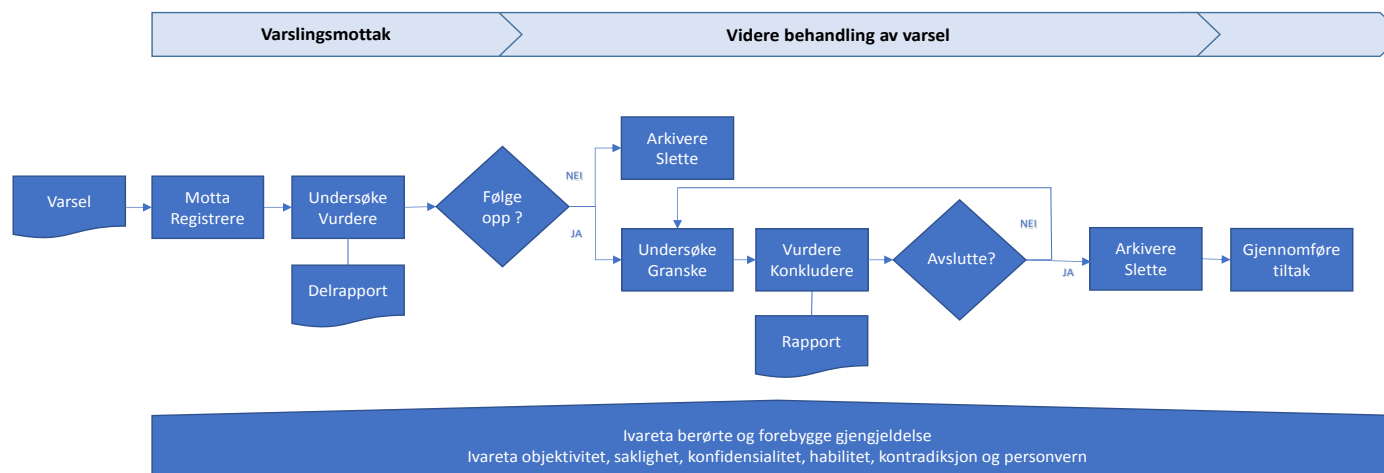 Varslingsmottak
Videre behandling av varsel
Varsel
Motta
Registrere
Undersøke
Vurdere
Delrapport
Følge
opp ?
NEI
JA
Arkivere
Slette
Undersøke
Granske
Vurdere
Konkludere
Rapport
Avslutte?
NEI
JA
Arkivere
Slette
Gjennomføre
tiltak
Ivareta berørte og forebygge gjengjeldelse
Ivareta objektivitet, saklighet, konfidensialitet, habilitet, kontradiksjon og personvern